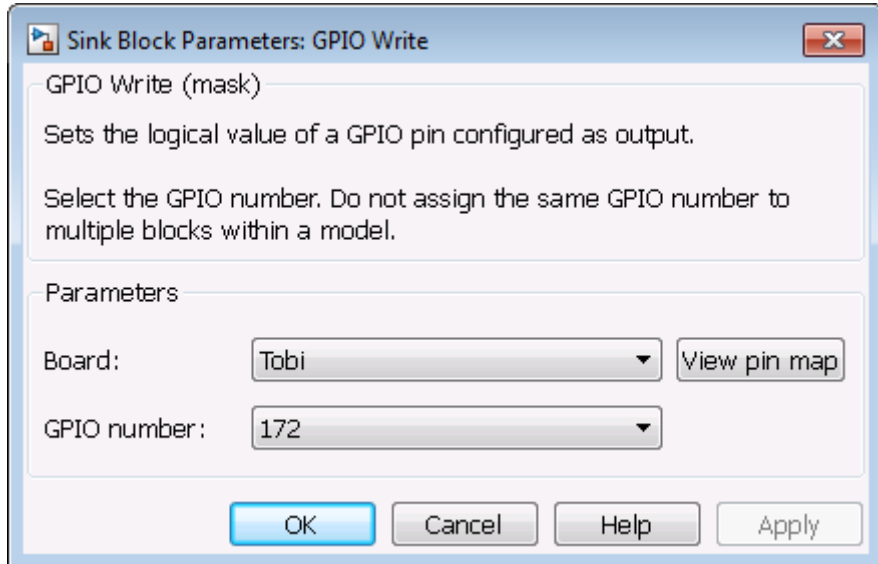 Sink Block Parameters: GPIO Write
GPIO Write (mask)
Sets the logical value of a GPIO pin configured as output.
Select the GPIO number. Do not assign the same GPIO number to
multiple blocks within a model.
Parameters
Board: Tobi View pin map
GPIO number: 172
OK Cancel Help Apply